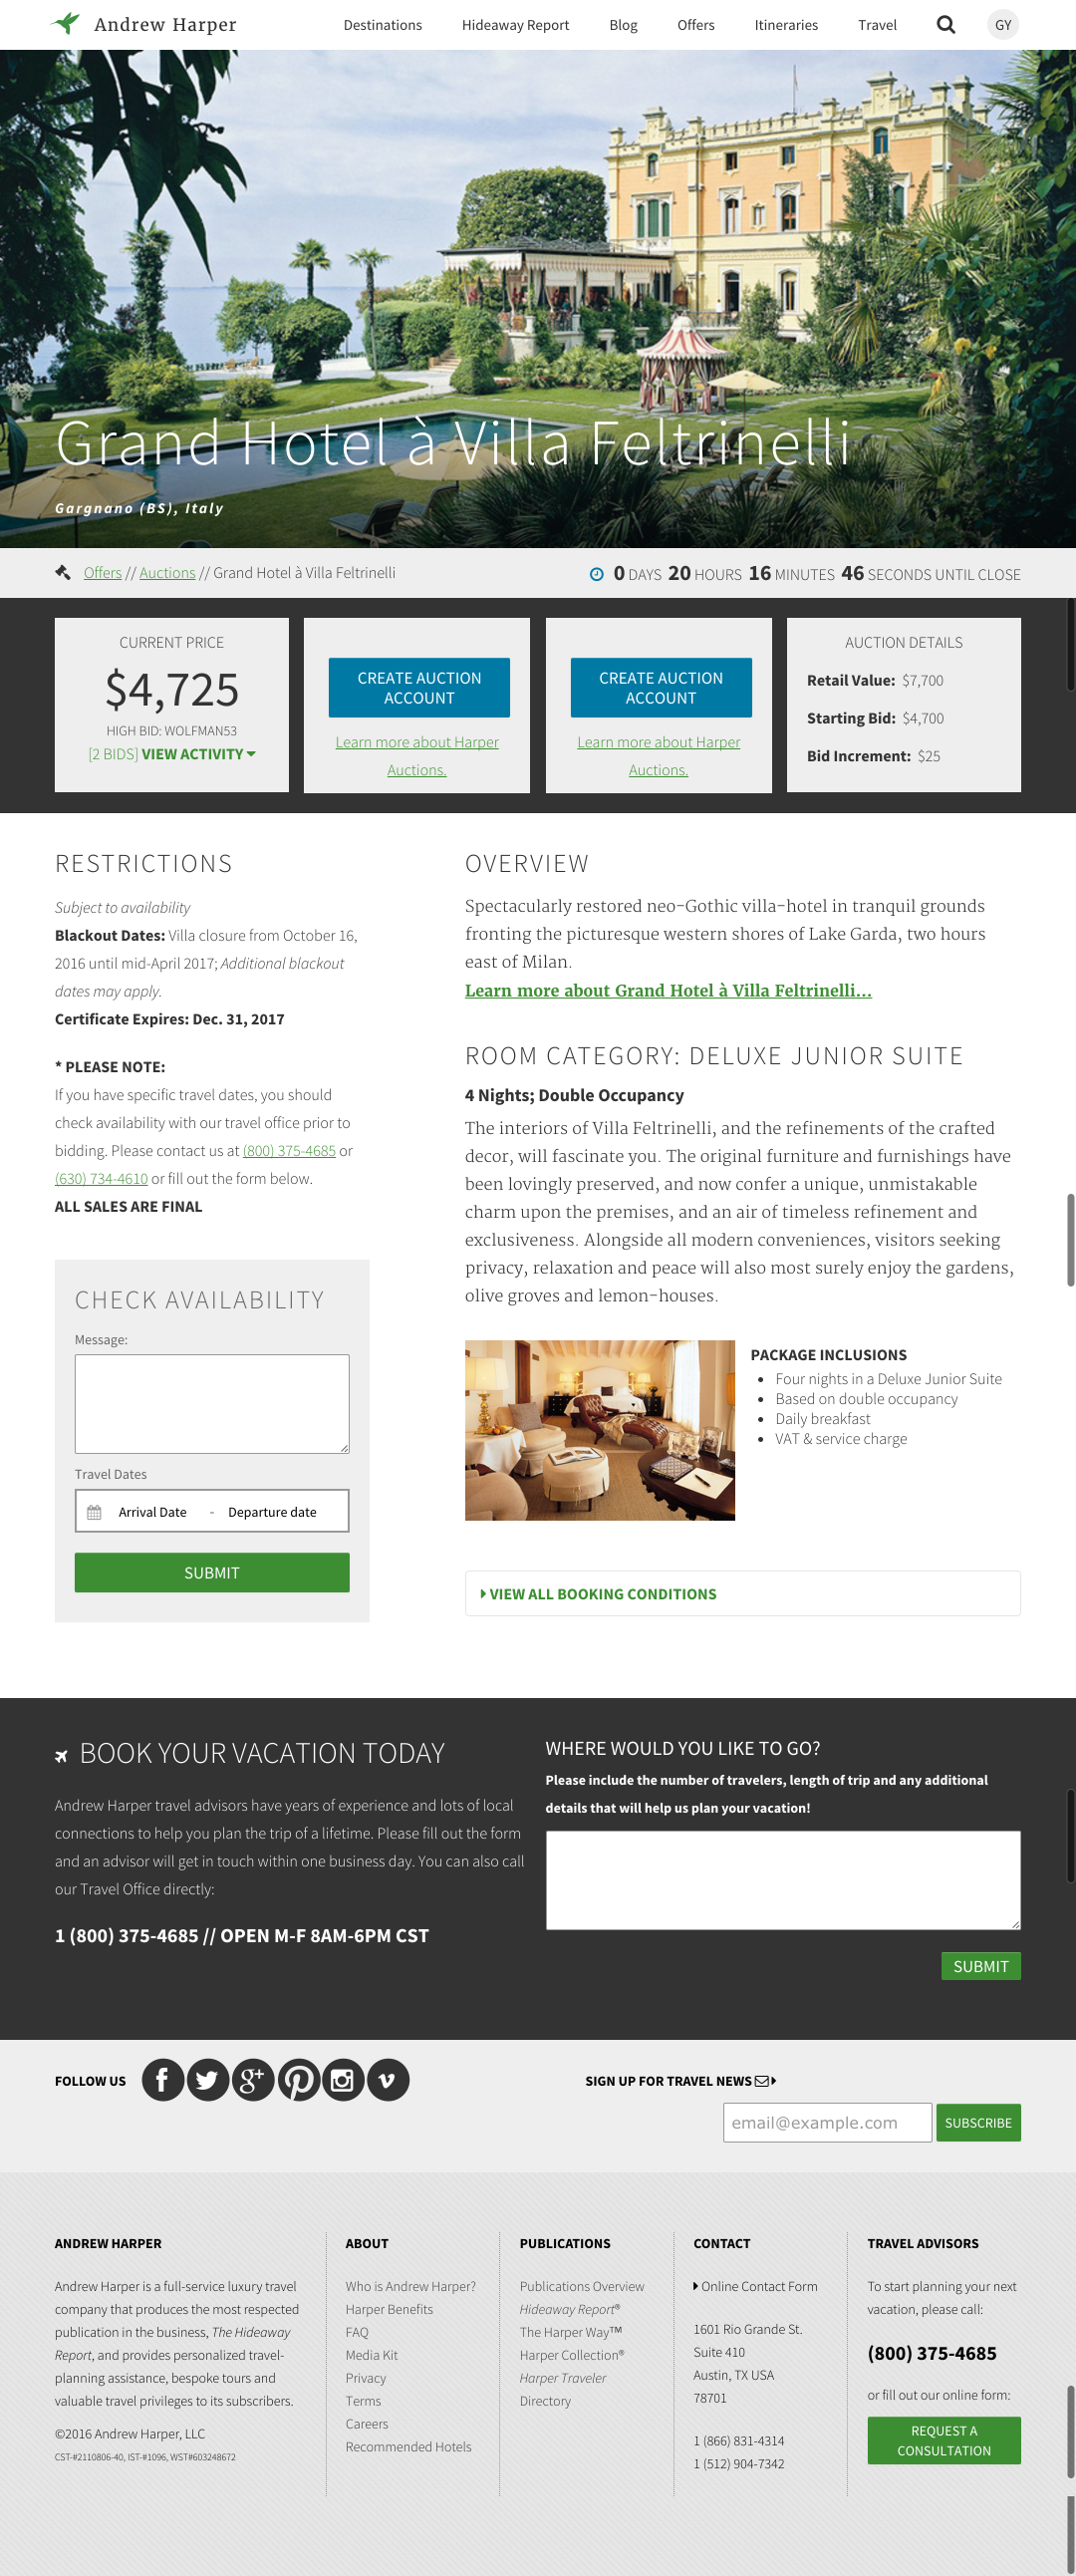 Andrew Harper
Destinations
Hideaway Report
Blog
Offers
Itineraries
Travel
GY
Grand Hotel à Villa Feltrinelli
Gargnano (BS), Italy
Offers // Auctions // Grand Hotel à Villa Feltrinelli
0 DAYS 20 HOURS 16 MINUTES 46 SECONDS UNTIL CLOSE
CURRENT PRICE
$4,725
HIGH BID: WOLFMAN53
[2 BIDS] VIEW ACTIVITY
CREATE AUCTION
ACCOUNT
Learn more about Harper
Auctions.
CREATE AUCTION
ACCOUNT
Learn more about Harper
Auctions.
AUCTION DETAILS
Retail Value: $7,700
Starting Bid: $4,700
Bid Increment: $25
RESTRICTIONS
Subject to availability
Blackout Dates: Villa closure from October 16,
2016 until mid-April 2017; Additional blackout
dates may apply.
Certificate Expires: Dec. 31, 2017
* PLEASE NOTE:
If you have specific travel dates, you should
check availability with our travel office prior to
bidding. Please contact us at (800) 375-4685 or
(630) 734-4610 or fill out the form below.
ALL SALES ARE FINAL
CHECK AVAILABILITY
Message:
Travel Dates
Arrival Date - Departure date
SUBMIT
OVERVIEW
Spectacularly restored neo-Gothic villa-hotel in tranquil grounds
fronting the picturesque western shores of Lake Garda, two hours
east of Milan.
Learn more about Grand Hotel à Villa Feltrinelli...
ROOM CATEGORY: DELUXE JUNIOR SUITE
4 Nights; Double Occupancy
The interiors of Villa Feltrinelli, and the refinements of the crafted
decor, will fascinate you. The original furniture and furnishings have
been lovingly preserved, and now confer a unique, unmistakable
charm upon the premises, and an air of timeless refinement and
exclusiveness. Alongside all modern conveniences, visitors seeking
privacy, relaxation and peace will also most surely enjoy the gardens,
olive groves and lemon-houses.
PACKAGE INCLUSIONS
• Four nights in a Deluxe Junior Suite
• Based on double occupancy
• Daily breakfast
• VAT & service charge
VIEW ALL BOOKING CONDITIONS
BOOK YOUR VACATION TODAY
Andrew Harper travel advisors have years of experience and lots of local
connections to help you plan the trip of a lifetime. Please fill out the form
and an advisor will get in touch within one business day. You can also call
our Travel Office directly:
1 (800) 375-4685 // OPEN M-F 8AM-6PM CST
WHERE WOULD YOU LIKE TO GO?
Please include the number of travelers, length of trip and any additional
details that will help us plan your vacation!
SUBMIT
FOLLOW US
SIGN UP FOR TRAVEL NEWS
email@example.com
SUBSCRIBE
ANDREW HARPER
Andrew Harper is a full-service luxury travel
company that produces the most respected
publication in the business, The Hideaway
Report, and provides personalized travel-
planning assistance, bespoke tours and
valuable travel privileges to its subscribers.
©2016 Andrew Harper, LLC
CST-#2110806-40, IST-#1096, WST#603248672
ABOUT
Who is Andrew Harper?
Harper Benefits
FAQ
Media Kit
Privacy
Terms
Careers
Recommended Hotels
PUBLICATIONS
Publications Overview
Hideaway Report®
The Harper Way™
Harper Collection®
Harper Traveler
Directory
CONTACT
Online Contact Form
1601 Rio Grande St.
Suite 410
Austin, TX USA
78701
1 (866) 831-4314
1 (512) 904-7342
TRAVEL ADVISORS
To start planning your next
vacation, please call:
(800) 375-4685
or fill out our online form:
REQUEST A
CONSULTATION